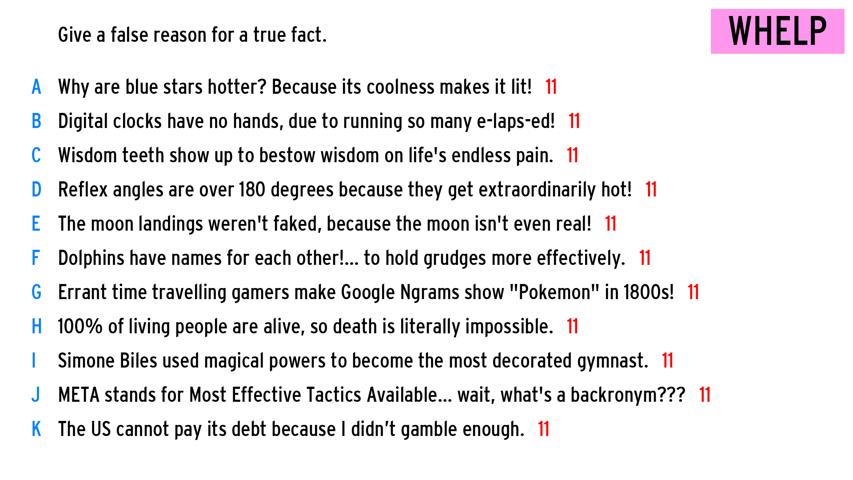 Give a false reason for a true fact.
WHELP
A Why are blue stars hotter? Because its coolness makes it lit! 11
B Digital clocks have no hands, due to running so many e-laps-ed! 11
C Wisdom teeth show up to bestow wisdom on life's endless pain. 11
D Reflex angles are over 180 degrees because they get extraordinarily hot! 11
E The moon landings weren't faked, because the moon isn't even real! 11
F Dolphins have names for each other!... to hold grudges more effectively. 11
G Errant time travelling gamers make Google Ngrams show "Pokemon" in 1800s! 11
H 100% of living people are alive, so death is literally impossible. 11
I Simone Biles used magical powers to become the most decorated gymnast. 11
J META stands for Most Effective Tactics Available... wait, what's a backronym??? 11
K The US cannot pay its debt because I didn’t gamble enough. 11